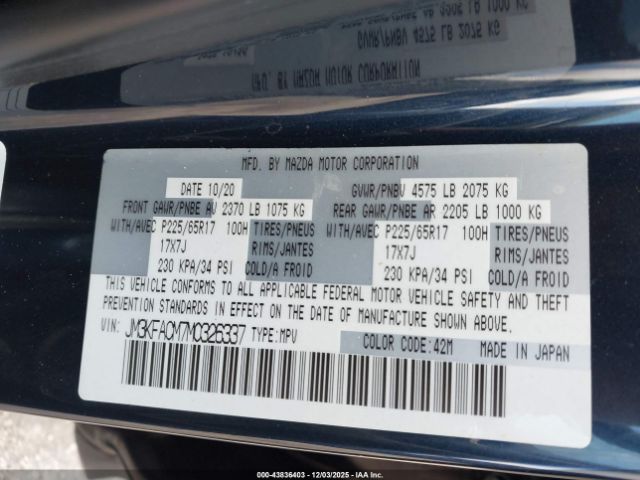 MFD. BY MAZDA MOTOR CORPORATION
DATE 10/20 GVWR/PNBV 4575 LB 2075 KG
FRONT GAWR/PNBE AV 2370 LB 1075 KG REAR GAWR/PNBE AR 2205 LB 1000 KG
WITH/AVEC P225/65R17 100H TIRES/PNEUS WITH/AVEC P225/65R17 100H TIRES/PNEUS
17X7J RIMS/JANTES 17X7J RIMS/JANTES
230 KPA/34 PSI COLD/A FROID 230 KPA/34 PSI COLD/A FROID
THIS VEHICLE CONFORMS TO ALL APPLICABLE FEDERAL MOTOR VEHICLE SAFETY AND THEFT
PREVENTION STANDARDS IN EFFECT ON THE DATE OF MANUFACTURE SHOWN ABOVE.
VIN: JM3KFACM7M0326337 TYPE:MPV COLOR CODE:42M MADE IN JAPAN
000-43836403 - 12/03/2025 - IAAI.COM